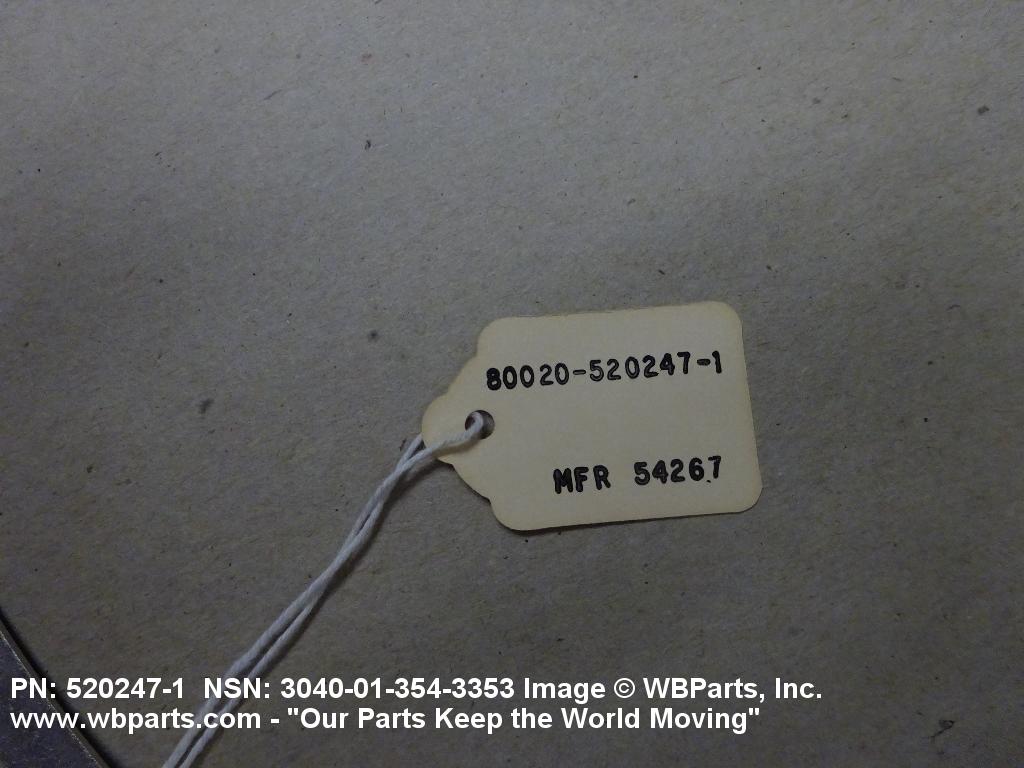 80020-520247-1
MFR 54267
PN: 520247-1 NSN: 3040-01-354-3353 Image © WBParts, Inc.
www.wbparts.com - "Our Parts Keep the World Moving"